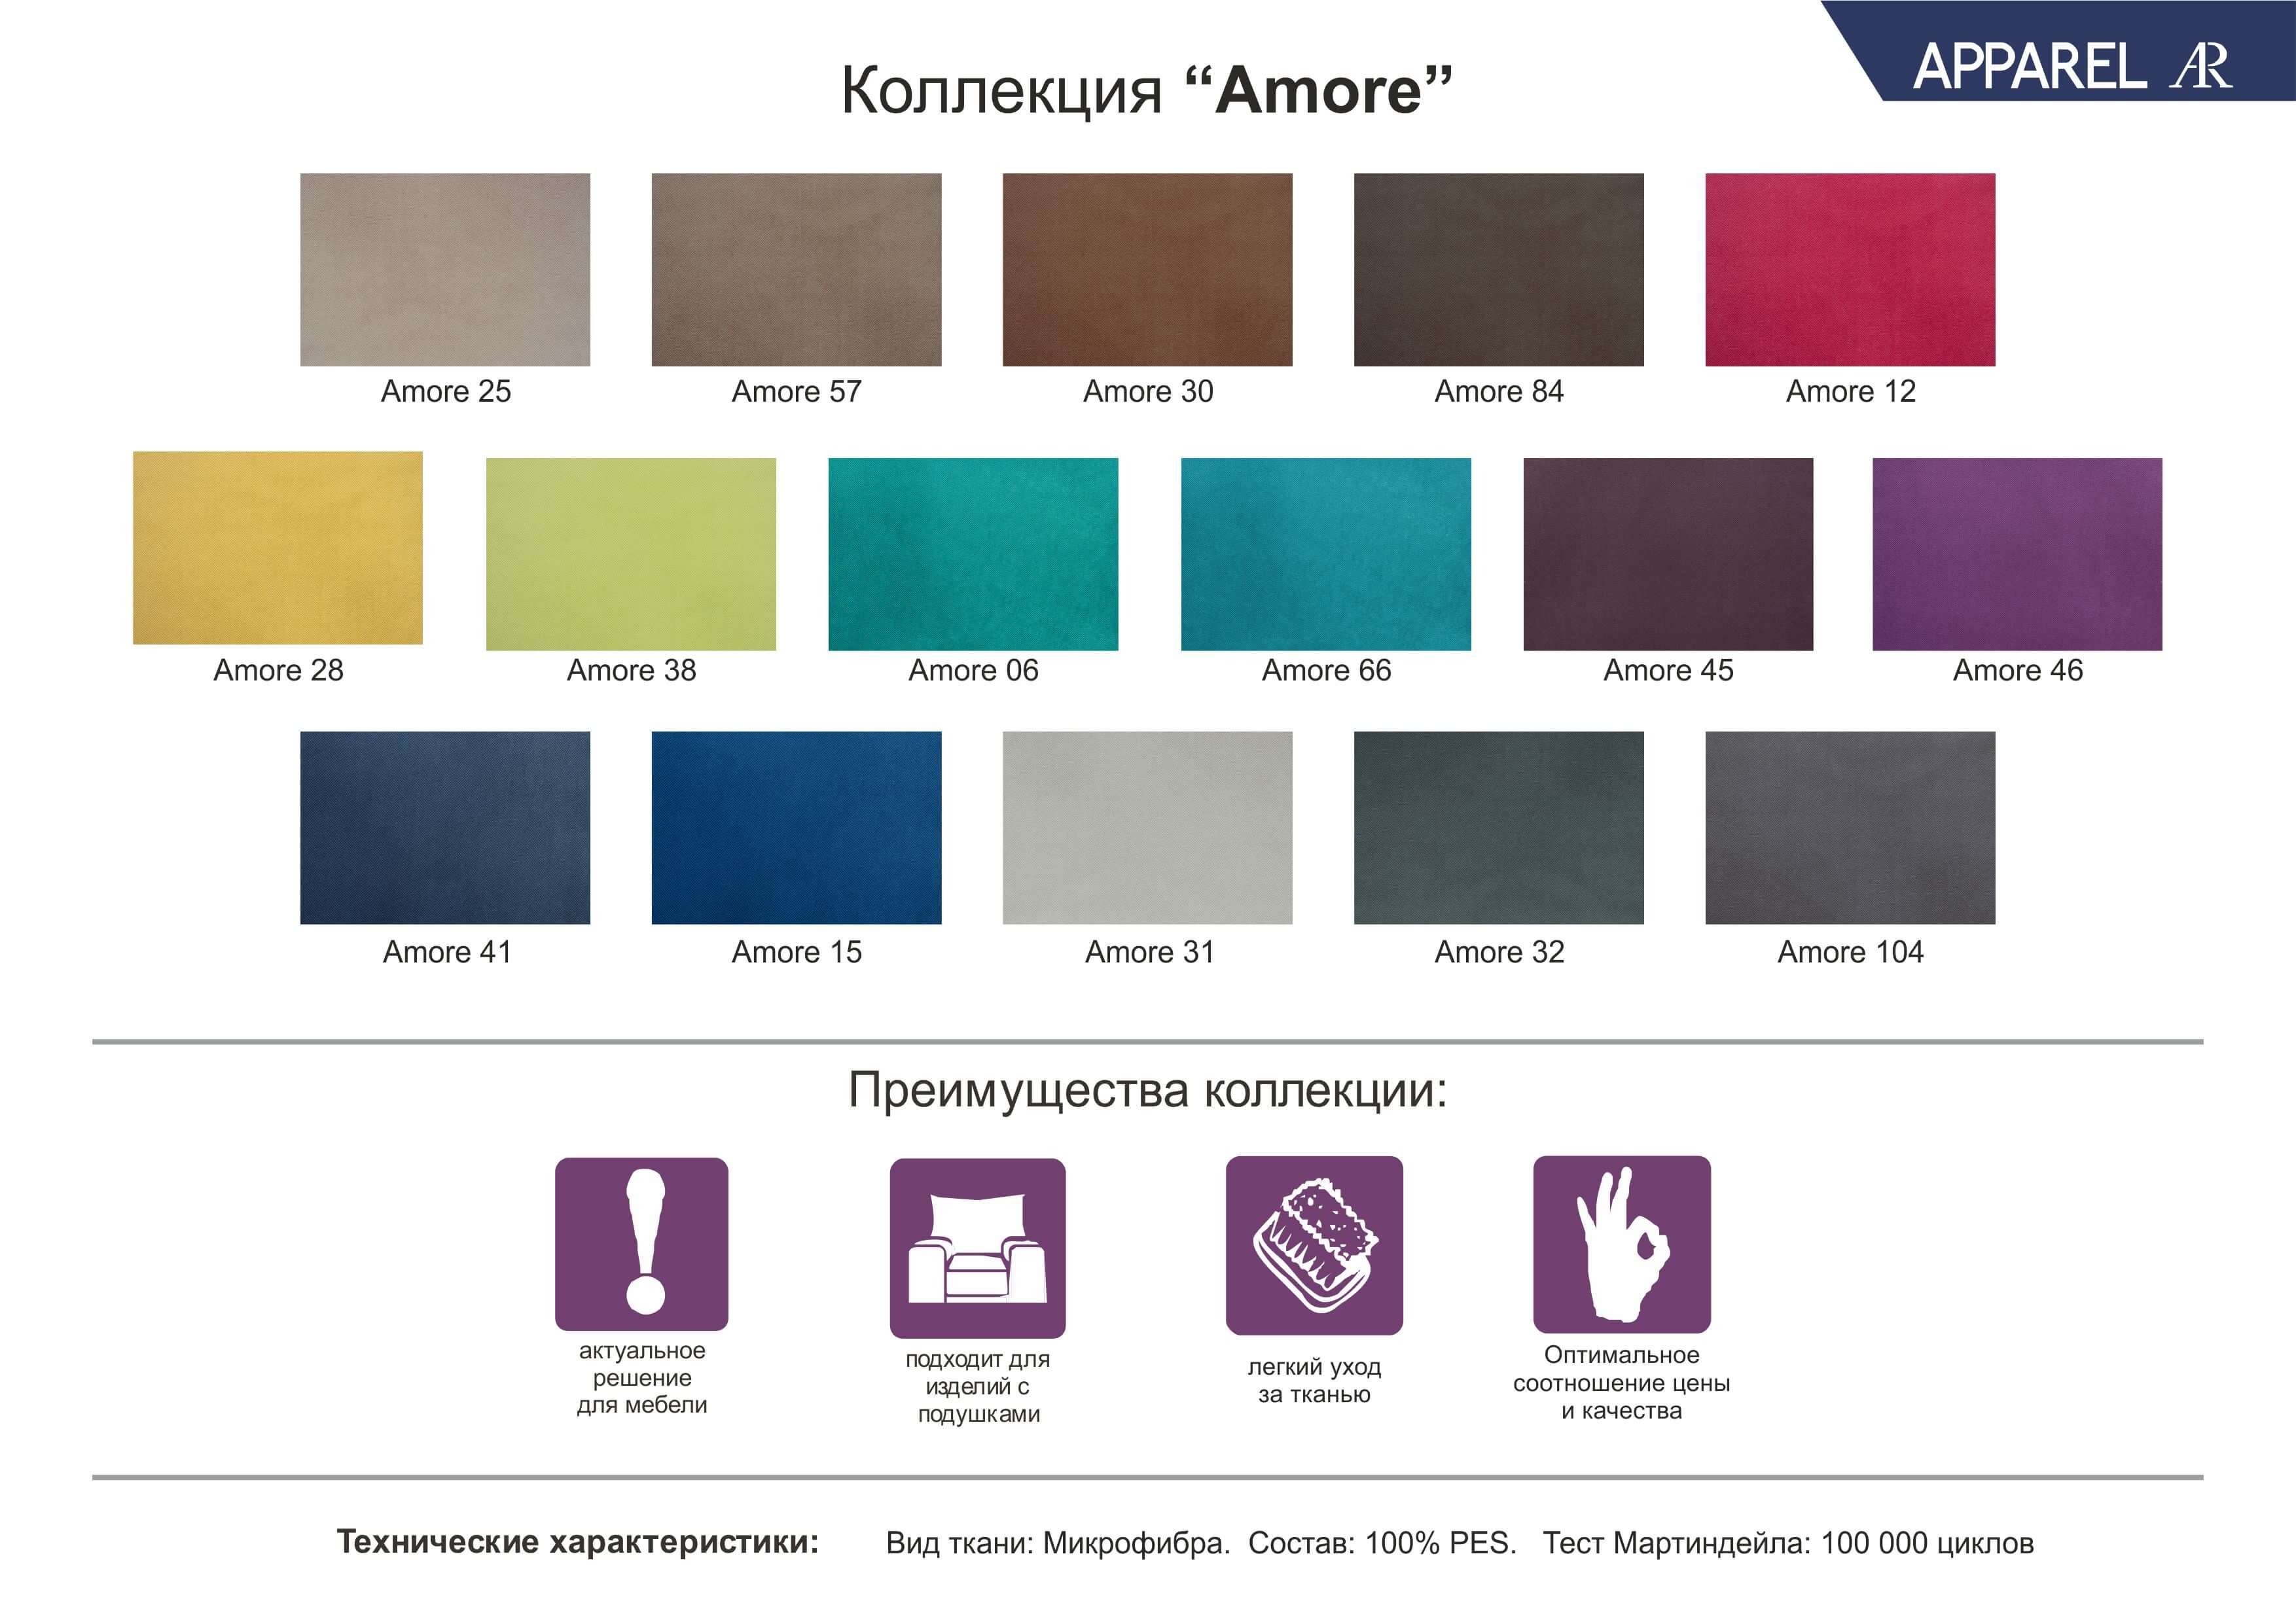 APPAREL AR
Коллекция “Amore”
Amore 25
Amore 57
Amore 30
Amore 84
Amore 12
Amore 28
Amore 38
Amore 06
Amore 66
Amore 45
Amore 46
Amore 41
Amore 15
Amore 31
Amore 32
Amore 104
Преимущества коллекции:
актуальное
решение
для мебели
подходит для
изделий с
подушками
легкий уход
за тканью
Оптимальное
соотношение цены
и качества
Технические характеристики: Вид ткани: Микрофибра. Состав: 100% PES. Тест Мартиндейла: 100 000 циклов